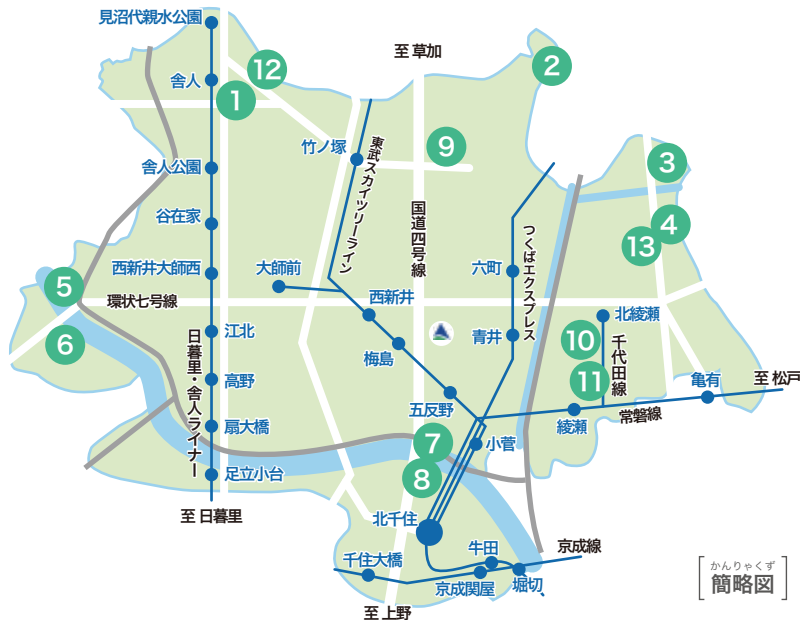 見沼代親水公園
至 草加
12
2
舎人
1
竹ノ塚
東武スカイツリーライン
9
3
舎人公園
国道四号線
谷在家
つくばエクスプレス
4
13
西新井大師西
大師前
六町
5
環状七号線
西新井
北綾瀬
6
日暮里・舎人ライナー
江北
梅島
青井
10
千代田線
高野
11
亀有
至 松戸
五反野
綾瀬
常磐線
扇大橋
7
小菅
足立小台
8
至 日暮里
北千住
千住大橋
牛田
京成線
京成関屋
堀切
かんりゃくず
簡略図
至 上野